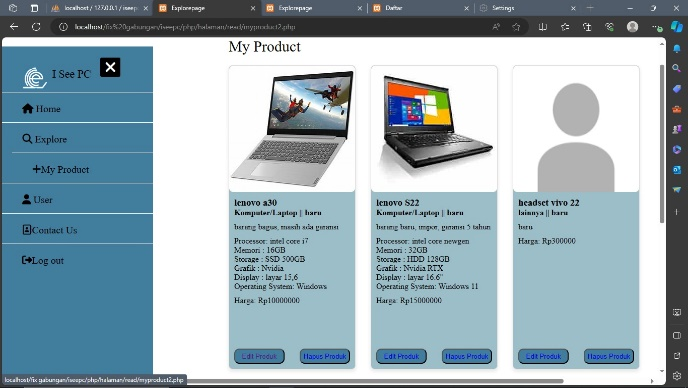 localhost / 127.0.0.1 / iseep
Explorepage
Explorepage
Daftar
Settings
localhost/fix%20gabungan/iseepc/php/halaman/read/myproduct2.php
I See PC
Home
Explore
My Product
User
Contact Us
Log out
My Product
lenovo a30
Komputer/Laptop || baru
barang bagus, masih ada garansi
Processor: intel core i7
Memori : 16GB
Storage : SSD 500GB
Grafik : Nvidia
Display : layar 15,6
Operating System: Windows
Harga: Rp10000000
Edit Produk
Hapus Produk
lenovo S22
Komputer/Laptop || baru
barang baru, impor, garansi 5 tahun
Processor: intel core newgen
Memori : 32GB
Storage : HDD 128GB
Grafik : Nvidia RTX
Display : layar 16.6"
Operating System: Windows 11
Harga: Rp15000000
Edit Produk
Hapus Produk
headset vivo 22
lainnya || baru
baru
Harga: Rp300000
Edit Produk
Hapus Produk
localhost/fix gabungan/iseepc/php/halaman/read/myproduct2.php